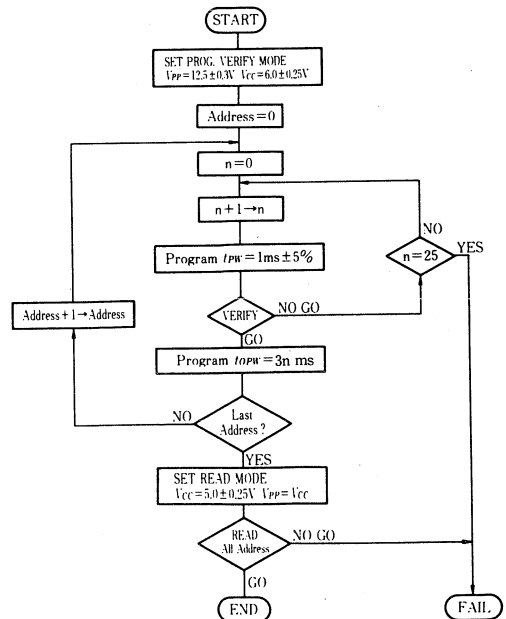 START
SET PROG. VERIFY MODE
VPP=12.5±0.3V VCC=6.0±0.25V
Address=0
n=0
n+1→n
Program tPW=1ms±5%
NO
n=25
YES
Address+1→Address
VERIFY
NO GO
GO
Program tOPW=3n ms
NO
Last
Address?
YES
SET READ MODE
VCC=5.0±0.25V VPP=VCC
READ
All Address
NO GO
GO
END
FAIL